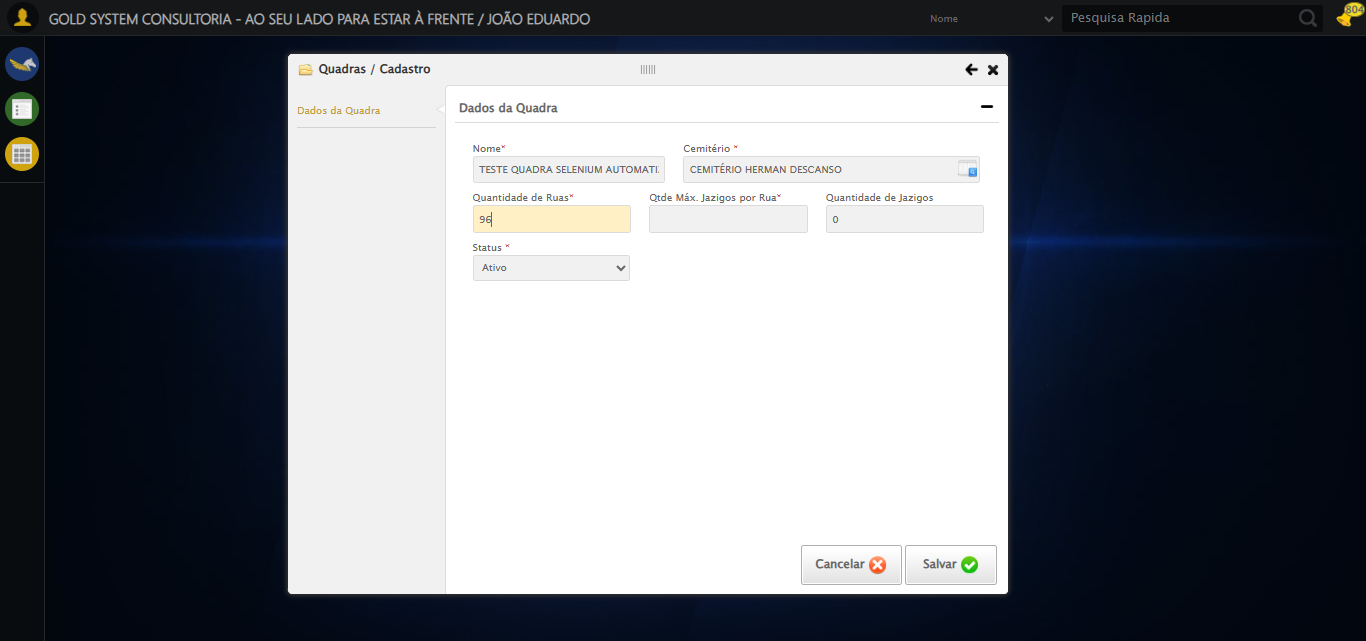 GOLD SYSTEM CONSULTORIA - AO SEU LADO PARA ESTAR À FRENTE / JOÃO EDUARDO
Nome
Pesquisa Rapida
804
Quadras / Cadastro
Dados da Quadra
Dados da Quadra
Nome*
Cemitério *
TESTE QUADRA SELENIUM AUTOMATI
CEMITÉRIO HERMAN DESCANSO
Quantidade de Ruas*
Qtde Máx. Jazigos por Rua*
Quantidade de Jazigos
96
0
Status *
Ativo
Cancelar
Salvar